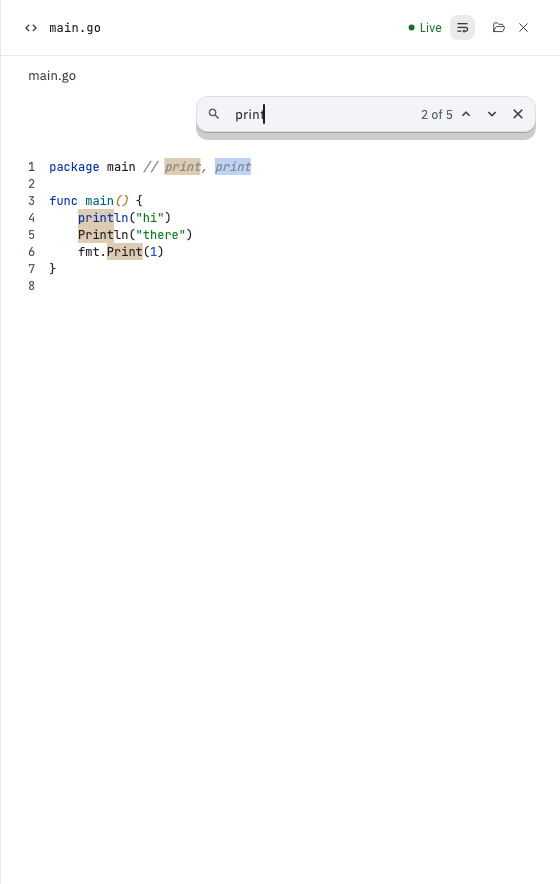 main.go
Live
main.go
print
2 of 5
1 package main // print, print
2
3 func main() {
4     println("hi")
5     Println("there")
6     fmt.Print(1)
7 }
8